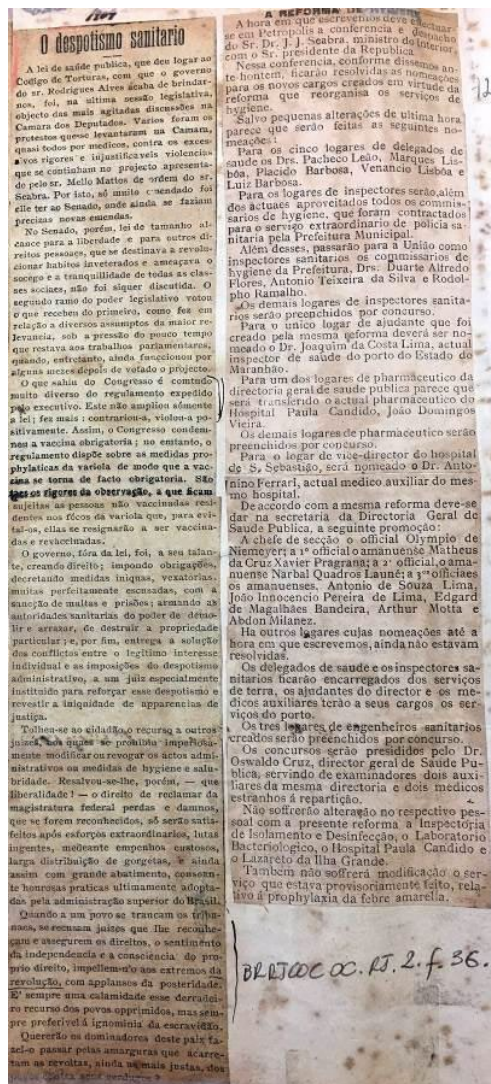 1904
O despotismo sanitario
A lei de saúde publica, que deu logar ao
Codigo de Torturas, com que o governo
do sr. Rodrigues Alves acaba de brindar-
nos, foi, na ultima sessão legislativa,
objecto das mais agitadas discussões na
Camara dos Deputados. Varios foram os
protestos que se levantaram na Camara,
quasi todos por medicos, contra os exces-
sivos rigores e injustificaveis violencias
que se continham no projecto apresenta-
do pelo sr. Mello Mattos de ordem do sr.
Seabra. Por isto, só muito emendado foi
elle ter ao Senado, onde ainda se faziam
precizas novas emendas.
No Senado, porém, lei de tamanho al-
cance para a liberdade e para outros di-
reitos pessoaes, que se destinava a revolu-
cionar habitos inveterados e ameaçava o
socego e a tranquillidade de todas as clas-
ses sociaes, não foi siquer discutida. O
segundo ramo do poder legislativo votou
o que recebeu do primeiro, como fez em
relação a diversos assumptos da maior re-
levancia, sob a pressão do pouco tempo
que restava aos trabalhos parlamentares,
quando, entretanto, ainda funccionou por
alguns mezes depois de votado o projecto.
O que sahiu do Congresso é comtudo
muito diverso do regulamento expedido
pelo executivo. Este não ampliou sómente
a lei; fez mais: contrariou-a, violou-a po-
sitivamente. Assim, o Congresso condem-
nou a vaccina obrigatoria; no entanto, o
regulamento dispõe sobre as medidas pro-
phylaticas da variola de modo que a vac-
cina se torna de facto obrigatoria. São
taes os rigores da observação, a que ficam
sujeitas as pessoas não vaccinadas resi-
dentes nos fócos da variola que, para evi-
tal-os, ellas se resignarão a ser vaccina-
das e revaccinadas.
O governo, fóra da lei, foi, a seu talan-
te, creando direito; impondo obrigações,
decretando medidas iniquas, vexatorias,
muitas perfeitamente escusadas, com a
sancção de multas e prisões; armando as
autoridades sanitarias do poder de demo-
lir e arrazar, de destruir a propriedade
particular; e, por fim, entrega a solução
dos conflictos entre o legitimo interesse
individual e as imposições do despotismo
administrativo, a um juiz especialmente
instituido para reforçar esse despotismo e
revestir a iniquidade de apparencias de
justiça.
Tolheu-se ao cidadão o recurso a outros
juizes, aos quaes se prohibiu imperiosa-
mente modificar ou revogar os actos admi-
nistrativos ou medidas de hygiene e salu-
bridade. Resalvou-se-lhe, porém, — que
liberalidade! — o direito de reclamar da
magistratura federal perdas e damnos,
que se forem reconhecidos, só serão satis-
feitos após esforços extraordinarios, lutas
ingentes, mediante empenhos custosos,
larga distribuição de gorgetas, e ainda
assim com grande abatimento, consoan-
te honrosas praticas ultimamente adopta-
das pela administração superior do Brasil.
Quando a um povo se trancam os tribu-
naes, se recusam juizes que lhe reconhe-
çam e assegurem os direitos, o sentimento
da independencia e a consciencia do pro-
prio direito, impellem-n'o aos extremos da
revolução, com applausos da posteridade.
E' sempre uma calamidade esse derradei-
ro recurso dos povos opprimidos, mas sem-
pre preferivel á ignominia da escravidão.
Quererão os dominadores deste paiz fa-
zel-o passar pelas amarguras que acarre-
tam as revoltas, ainda as mais justas, dos
A REFORMA DE HYGIENE
A hora em que escrevemos deve effectuar-
se em Petropolis a conferencia e despacho
do Sr. Dr. J. J. Seabra, ministro do Interior,
com o Sr. presidente da Republica.
Nessa conferencia, conforme dissemos an-
te-hontem, ficarão resolvidas as nomeações
para os novos cargos creados em virtude da
reforma que reorganisa os serviços de
hygiene.
Salvo pequenas alterações de ultima hora
parece que serão feitas as seguintes no-
meações:
Para os cinco logares de delegados de
saude os Drs. Pacheco Leão, Marques Lis-
bôa, Placido Barbosa, Venancio Lisbôa e
Luiz Barbosa.
Para os logares de inspectores serão, além
dos actuaes aproveitados todos os commis-
sarios de hygiene, que foram contractados
para o serviço extraordinario de policia sa-
nitaria pela Prefeitura Municipal.
Além desses, passarão para a União como
inspectores sanitarios os commissarios de
hygiene da Prefeitura, Drs. Duarte Alfredo
Flores, Antonio Teixeira da Silva e Rodol-
pho Ramalho.
Os demais logares de inspectores sanita-
rios serão preenchidos por concurso.
Para o unico logar de ajudante que foi
creado pela mesma reforma deverá ser no-
meado o Dr. Joaquim da Costa Lima, actual
inspector de saude do porto do Estado do
Maranhão.
Para um dos logares de pharmaceutico da
directoria geral de saude publica parece que
será transferido o actual pharmaceutico do
Hospital Paula Candido, João Domingos
Vieira.
Os demais logares de pharmaceutico serão
preenchidos por concurso.
Para o logar de vice-director do hospital
de S. Sebastião, será nomeado o Dr. Anto-
nino Ferrari, actual medico auxiliar do mes-
mo hospital.
De accordo com a mesma reforma deve-se
dar na secretaria da Directoria Geral de
Saude Publica, a seguinte promoção:
A chefe de secção o official Olympio de
Niemeyer; a 1º official o amanuense Matheus
da Cruz Xavier Pragrana; a 2º official, o ama-
nuense Narbal Quadros Launé; a 3ºs officiaes
os amanuenses, Antonio de Souza Lima,
João Innocencio Pereira de Lima, Edgard
de Magalhães Bandeira, Arthur Motta e
Abdon Milanez.
Ha outros logares cujas nomeações até a
hora em que escrevemos, ainda não estavam
resolvidas.
Os delegados de saude e os inspectores sa-
nitarios ficarão encarregados dos serviços
de terra, os ajudantes do director e os me-
dicos auxiliares terão a seus cargos os ser-
viços do porto.
Os tres logares de engenheiros sanitarios
creados serão preenchidos por concurso.
Os concursos serão presididos pelo Dr.
Oswaldo Cruz, director geral de Saude Pu-
blica, servindo de examinadores dois auxi-
liares da mesma directoria e dois medicos
estranhos á repartição.
Não soffrerão alteração no respectivo pes-
soal com a presente reforma a Inspectoria
de Isolamento e Desinfecção, o Laboratorio
Bacteriologico, o Hospital Paula Candido e
o Lazareto da Ilha Grande.
Tambem não soffrerá modificação o ser-
viço que estava provisoriamente feito, rela-
tivo á prophylaxia da febre amarella.
BRRJCOC OC. RJ. 2. f. 36.